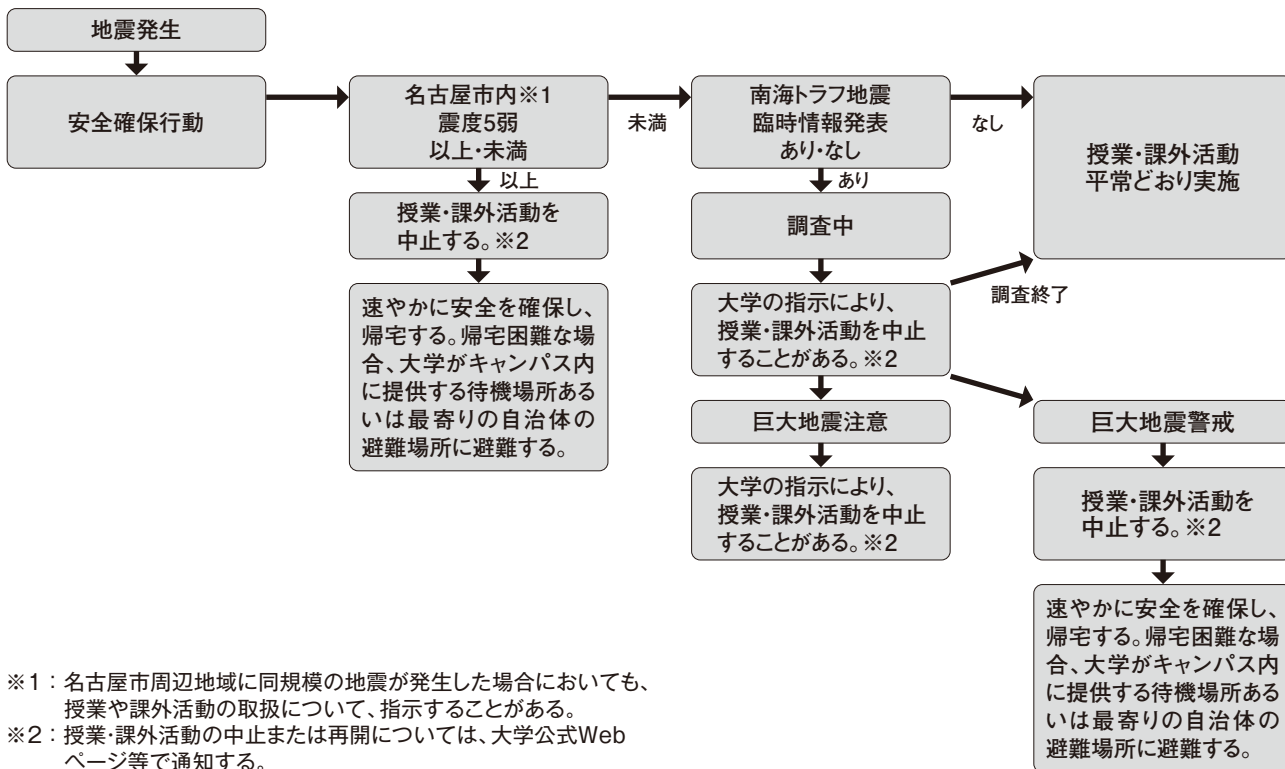 地震発生
安全確保行動
名古屋市内※1
震度5弱
以上・未満
未満
南海トラフ地震
臨時情報発表
あり・なし
なし
授業・課外活動
平常どおり実施
以上
授業・課外活動を
中止する。※2
速やかに安全を確保し、
帰宅する。帰宅困難な場
合、大学がキャンパス内
に提供する待機場所ある
いは最寄りの自治体の
避難場所に避難する。
あり
調査中
大学の指示により、
授業・課外活動を中止
することがある。※2
調査終了
巨大地震注意
大学の指示により、
授業・課外活動を中止
することがある。※2
巨大地震警戒
授業・課外活動を
中止する。※2
速やかに安全を確保し、
帰宅する。帰宅困難な場
合、大学がキャンパス内
に提供する待機場所ある
いは最寄りの自治体の
避難場所に避難する。
※1：名古屋市周辺地域に同規模の地震が発生した場合においても、
授業や課外活動の取扱について、指示することがある。
※2：授業・課外活動の中止または再開については、大学公式Web
ページ等で通知する。